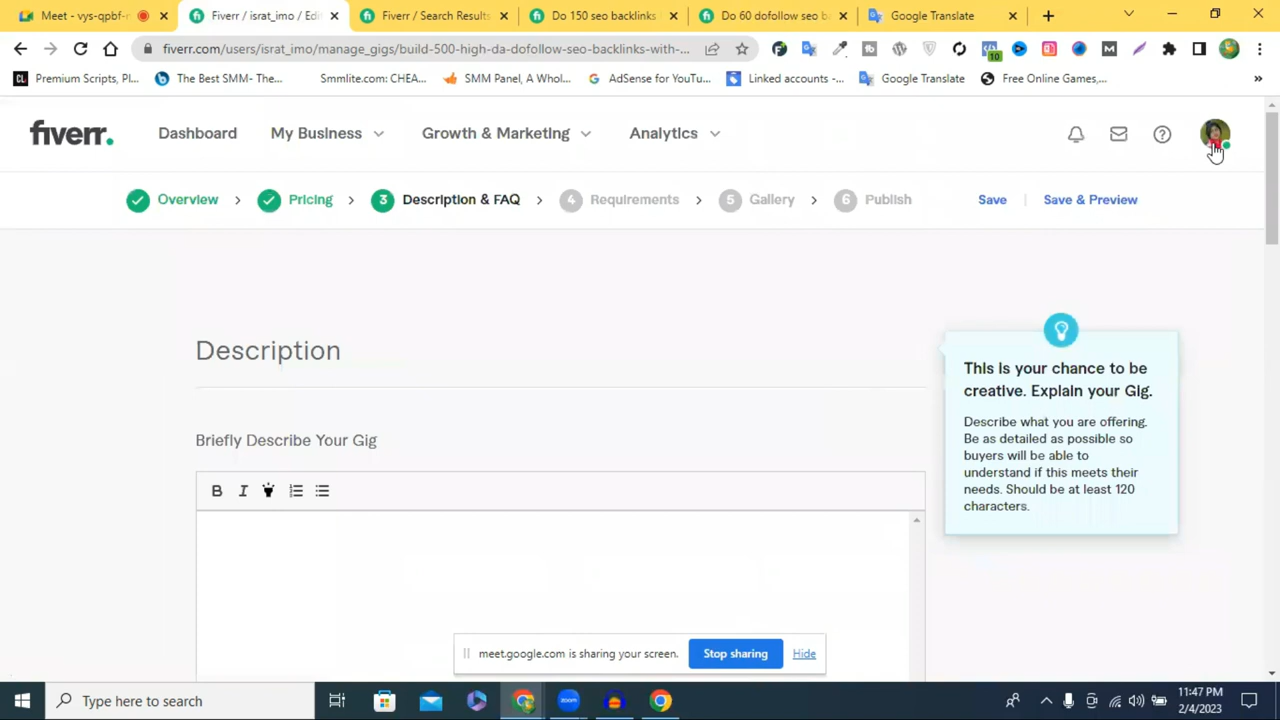 Meet - vys-qpbf-r
Fiverr / israt_imo / Edi
Fiverr / Search Results
Do 150 seo backlinks
Do 60 dofollow seo ba
Google Translate
fiverr.com/users/israt_imo/manage_gigs/build-500-high-da-dofollow-seo-backlinks-with-...
10
CL Premium Scripts, Pl...
The Best SMM- The...
Smmlite.com: CHEA...
SMM Panel, A Whol...
AdSense for YouTu...
Linked accounts -...
Google Translate
Free Online Games,...
»
fiverr.
Dashboard
My Business
Growth & Marketing
Analytics
Overview
Pricing
3 Description & FAQ
4 Requirements
5 Gallery
6 Publish
Save
Save & Preview
Description
This is your chance to be
creative. Explain your Gig.
Describe what you are offering.
Be as detailed as possible so
buyers will be able to
understand if this meets their
needs. Should be at least 120
characters.
Briefly Describe Your Gig
B I
meet.google.com is sharing your screen.
Stop sharing
Hide
Type here to search
zoom
11:47 PM
2/4/2023